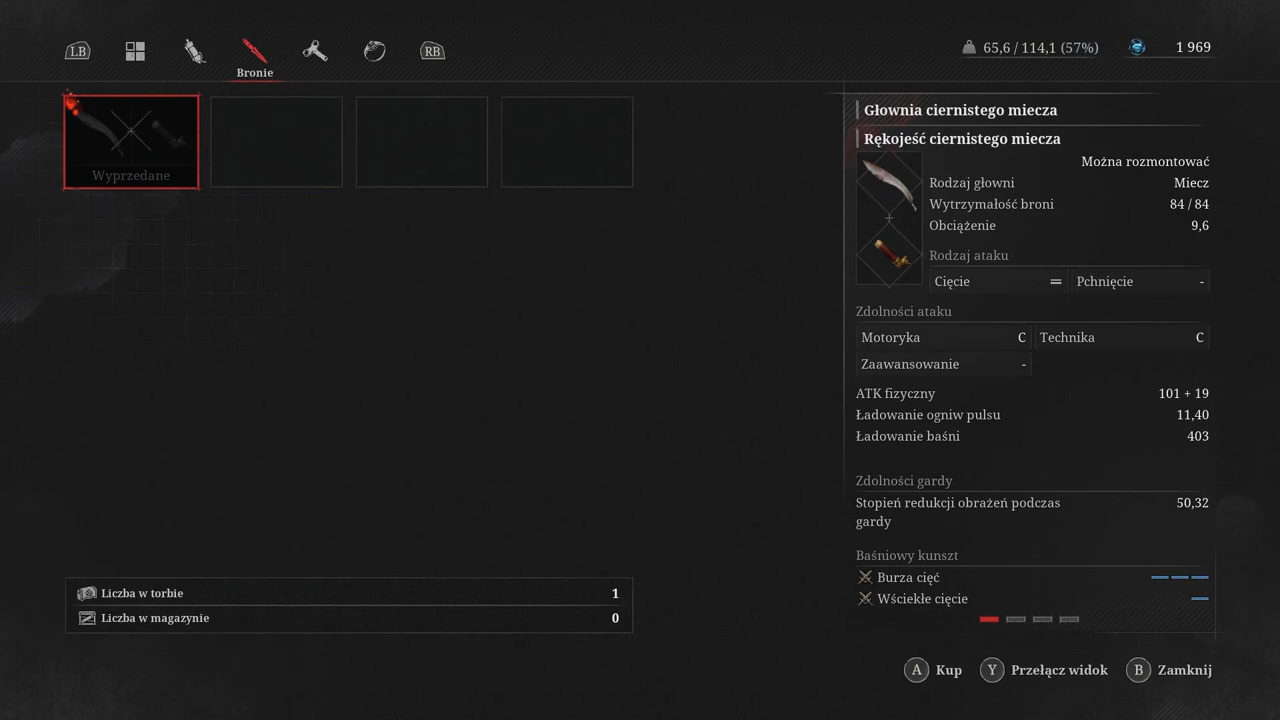 LB
RB
Bronie
65,6 / 114,1 (57%)
1 969
Wyprzedane
Głownia ciernistego miecza
Rękojeść ciernistego miecza
Można rozmontować
Rodzaj głowni Miecz
Wytrzymałość broni 84 / 84
Obciążenie 9,6
Rodzaj ataku
Cięcie = Pchnięcie -
Zdolności ataku
Motoryka C Technika C
Zaawansowanie -
ATK fizyczny 101 + 19
Ładowanie ogniw pulsu 11,40
Ładowanie baśni 403
Zdolności gardy
Stopień redukcji obrażeń podczas 50,32
gardy
Baśniowy kunszt
Burza cięć
Wściekłe cięcie
Liczba w torbie 1
Liczba w magazynie 0
A Kup Y Przełącz widok B Zamknij